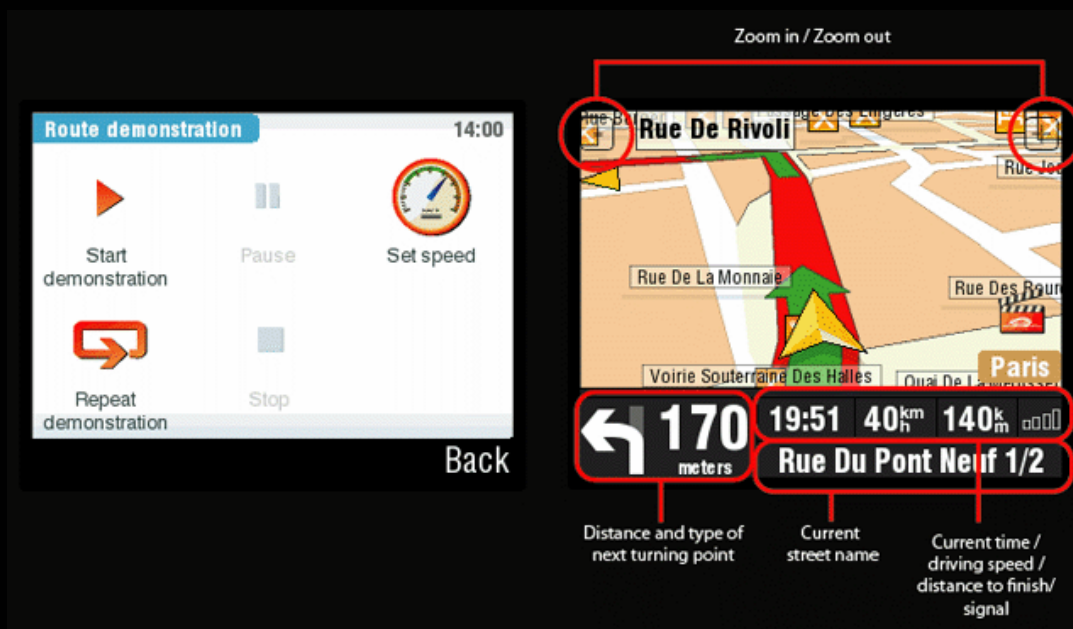 Zoom in / Zoom out
Route demonstration
14:00
Start
demonstration
Pause
Set speed
Repeat
demonstration
Stop
Back
Rue De Rivoli
Rue De La Monnaie
Rue Des
Voirie Souterraine Des Halles
Quai De
Paris
170
meters
19:51
40 km
h
140 k
m
Rue Du Pont Neuf 1/2
Distance and type of
next turning point
Current
street name
Current time /
driving speed /
distance to finish/
signal